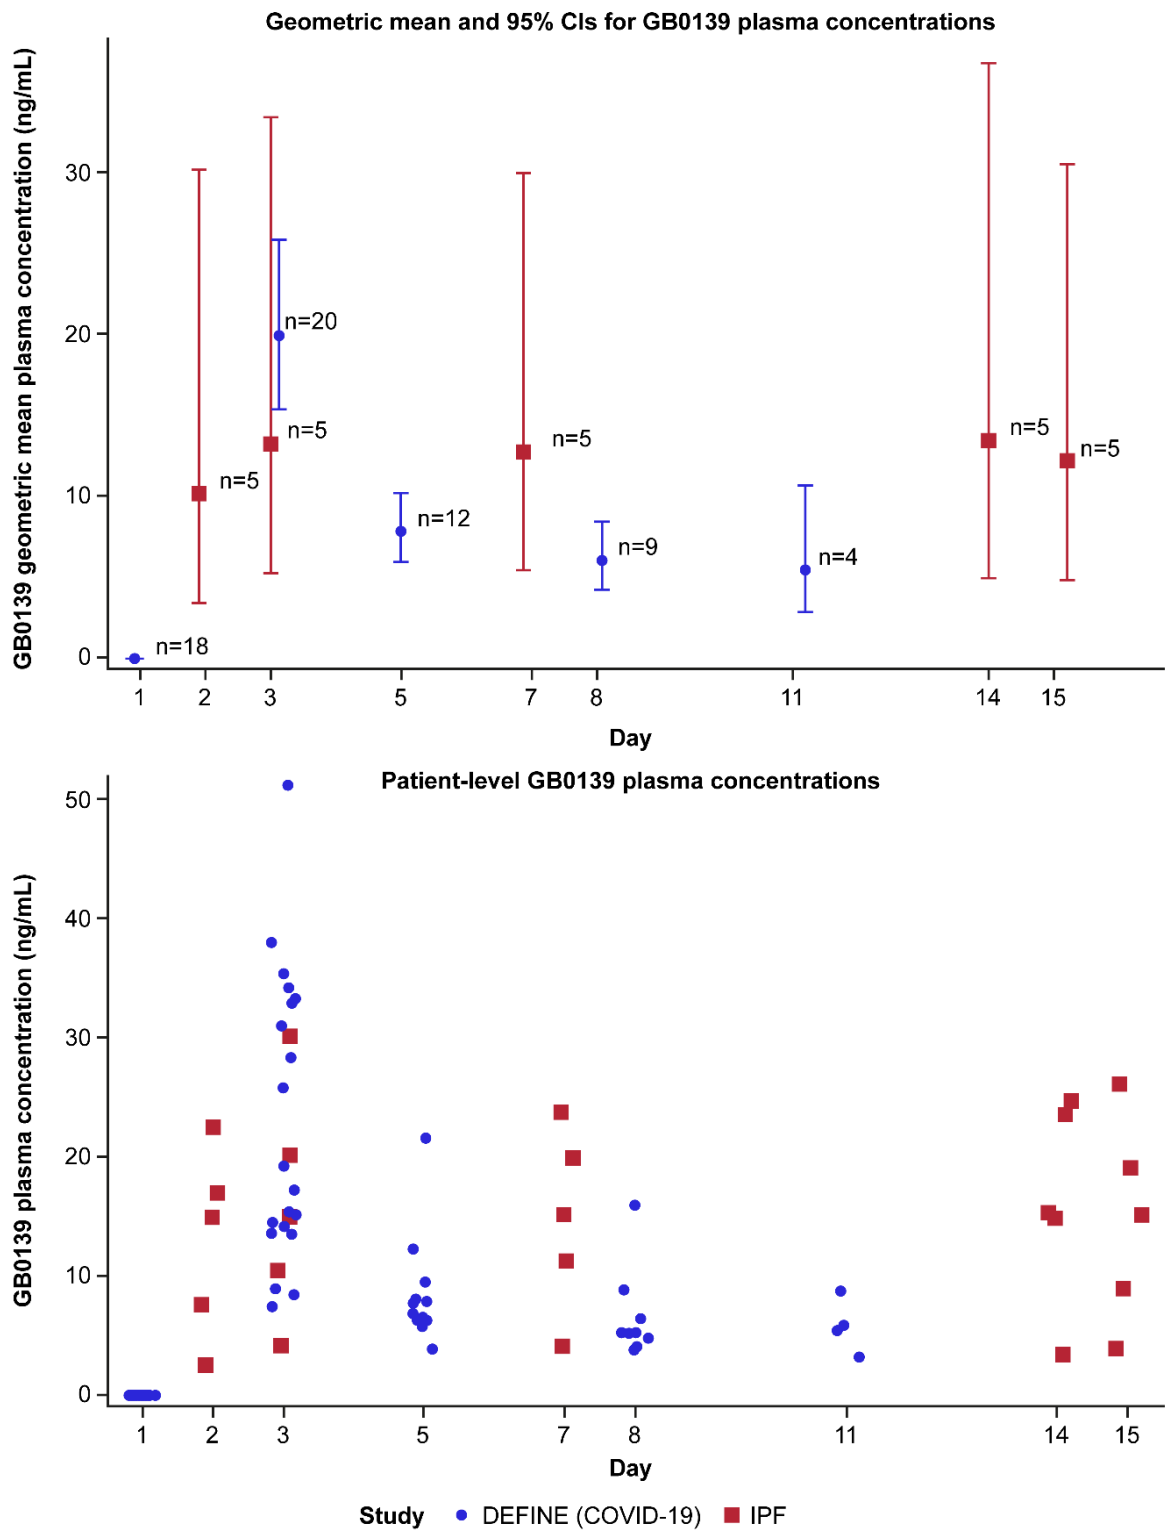 Geometric mean and 95% CIs for GB0139 plasma concentrations
GB0139 geometric mean plasma concentration (ng/mL)
30
20
10
0
n=18
n=5
n=20
n=5
n=12
n=5
n=9
n=4
n=5
n=5
1 2 3 5 7 8 11 14 15
Day
Patient-level GB0139 plasma concentrations
GB0139 plasma concentration (ng/mL)
50
40
30
20
10
0
1 2 3 5 7 8 11 14 15
Day
Study DEFINE (COVID-19) IPF